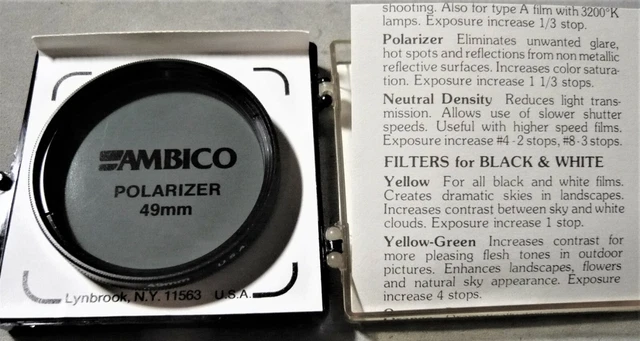 AMBICO
POLARIZER
49mm
U.S.A.
Lynbrook, N.Y. 11563 U.S.A.
shooting. Also for type A film with 3200°K
lamps. Exposure increase 1/3 stop.
Polarizer Eliminates unwanted glare,
hot spots and reflections from non metallic
reflective surfaces. Increases color satura-
tion. Exposure increase 1 1/3 stops.
Neutral Density Reduces light trans-
mission. Allows use of slower shutter
speeds. Useful with higher speed films.
Exposure increase #4-2 stops, #8-3 stops.
FILTERS for BLACK & WHITE
Yellow For all black and white films.
Creates dramatic skies in landscapes.
Increases contrast between sky and white
clouds. Exposure increase 1 stop.
Yellow-Green Increases contrast for
more pleasing flesh tones in outdoor
pictures. Enhances landscapes, flowers
and natural sky appearance. Exposure
increase 4 stops.